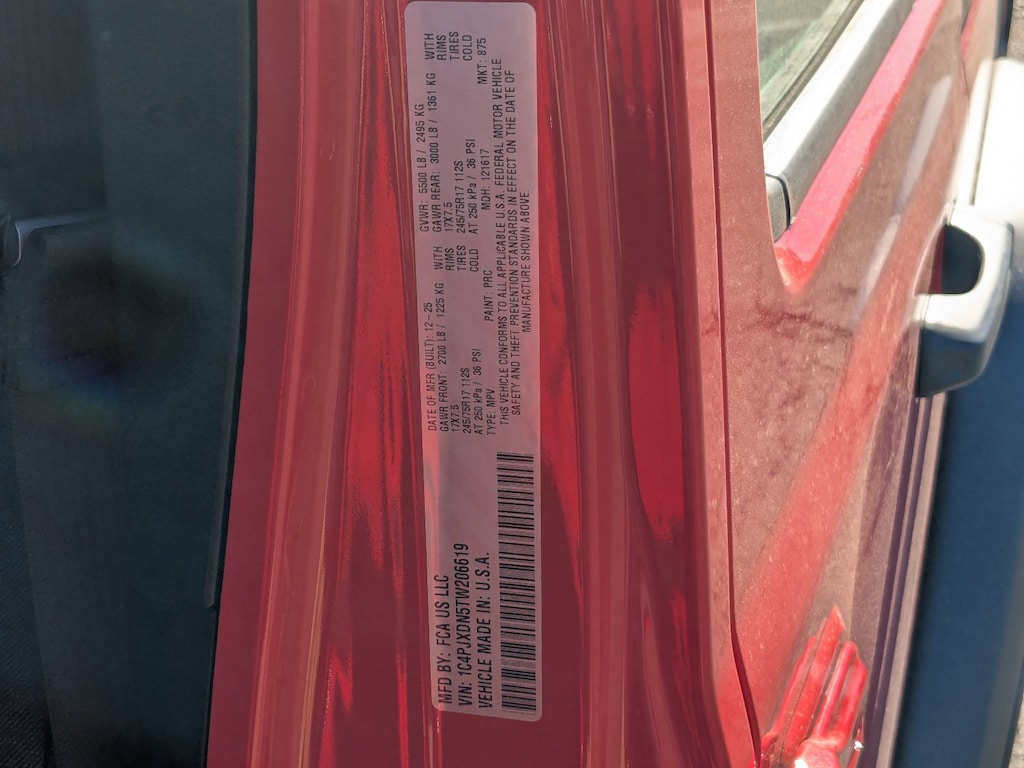 MFD BY: FCA US LLC
VIN: 1C4PJXDN5TW206619
VEHICLE MADE IN: U.S.A.
DATE OF MFR (BUILT): 12-25 GVWR: 5500 LB / 2495 KG
GAWR FRONT: 2700 LB / 1225 KG WITH GAWR REAR: 3000 LB / 1361 KG WITH
17X7.5 RIMS 17X7.5 RIMS
245/75R17 112S TIRES 245/75R17 112S TIRES
AT 250 kPa / 36 PSI COLD AT 250 kPa / 36 PSI COLD
TYPE: MPV PAINT: PRC MDH: 121617 MKT: 875
THIS VEHICLE CONFORMS TO ALL APPLICABLE U.S.A. FEDERAL MOTOR VEHICLE
SAFETY AND THEFT PREVENTION STANDARDS IN EFFECT ON THE DATE OF
MANUFACTURE SHOWN ABOVE.